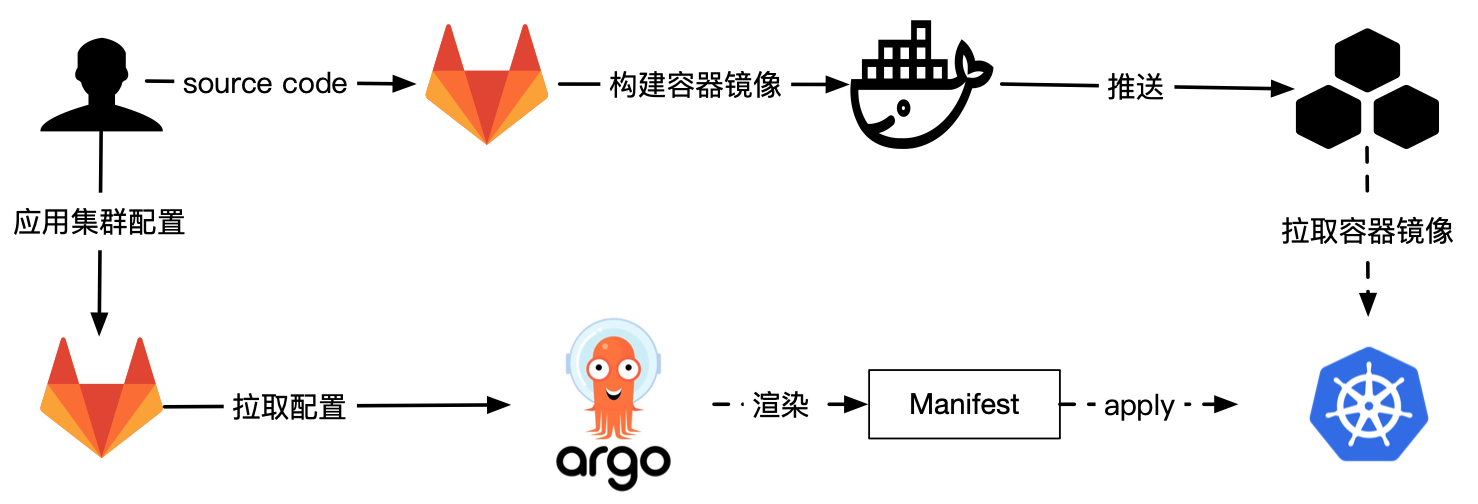 source code
构建容器镜像
推送
应用集群配置
拉取容器镜像
拉取配置
argo
渲染
Manifest
apply